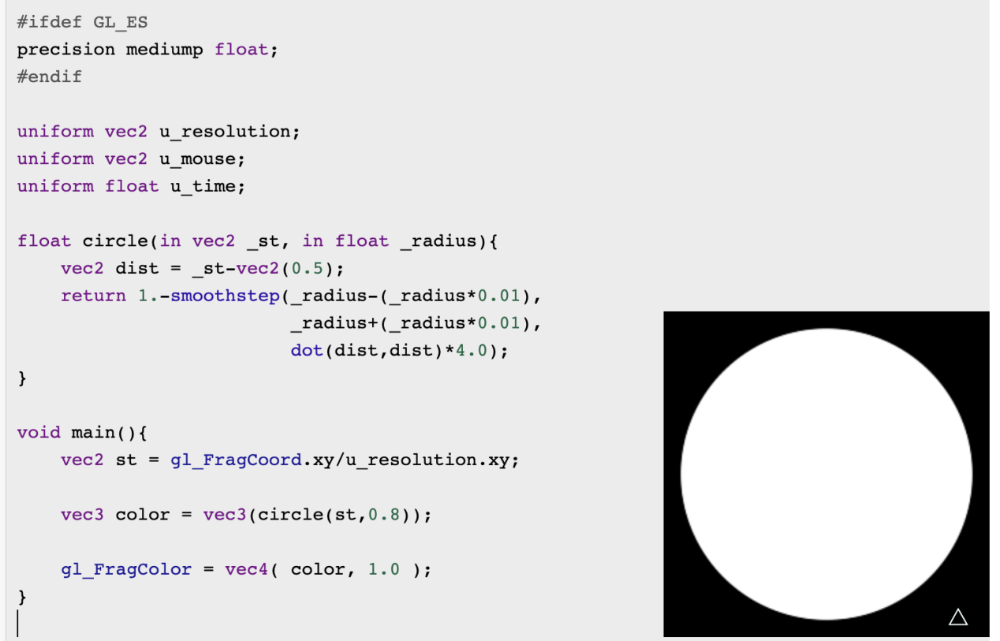 #ifdef GL_ES
precision mediump float;
#endif

uniform vec2 u_resolution;
uniform vec2 u_mouse;
uniform float u_time;

float circle(in vec2 _st, in float _radius){
    vec2 dist = _st-vec2(0.5);
    return 1.-smoothstep(_radius-(_radius*0.01),
                         _radius+(_radius*0.01),
                         dot(dist,dist)*4.0);
}

void main(){
    vec2 st = gl_FragCoord.xy/u_resolution.xy;

    vec3 color = vec3(circle(st,0.8));

    gl_FragColor = vec4( color, 1.0 );
}